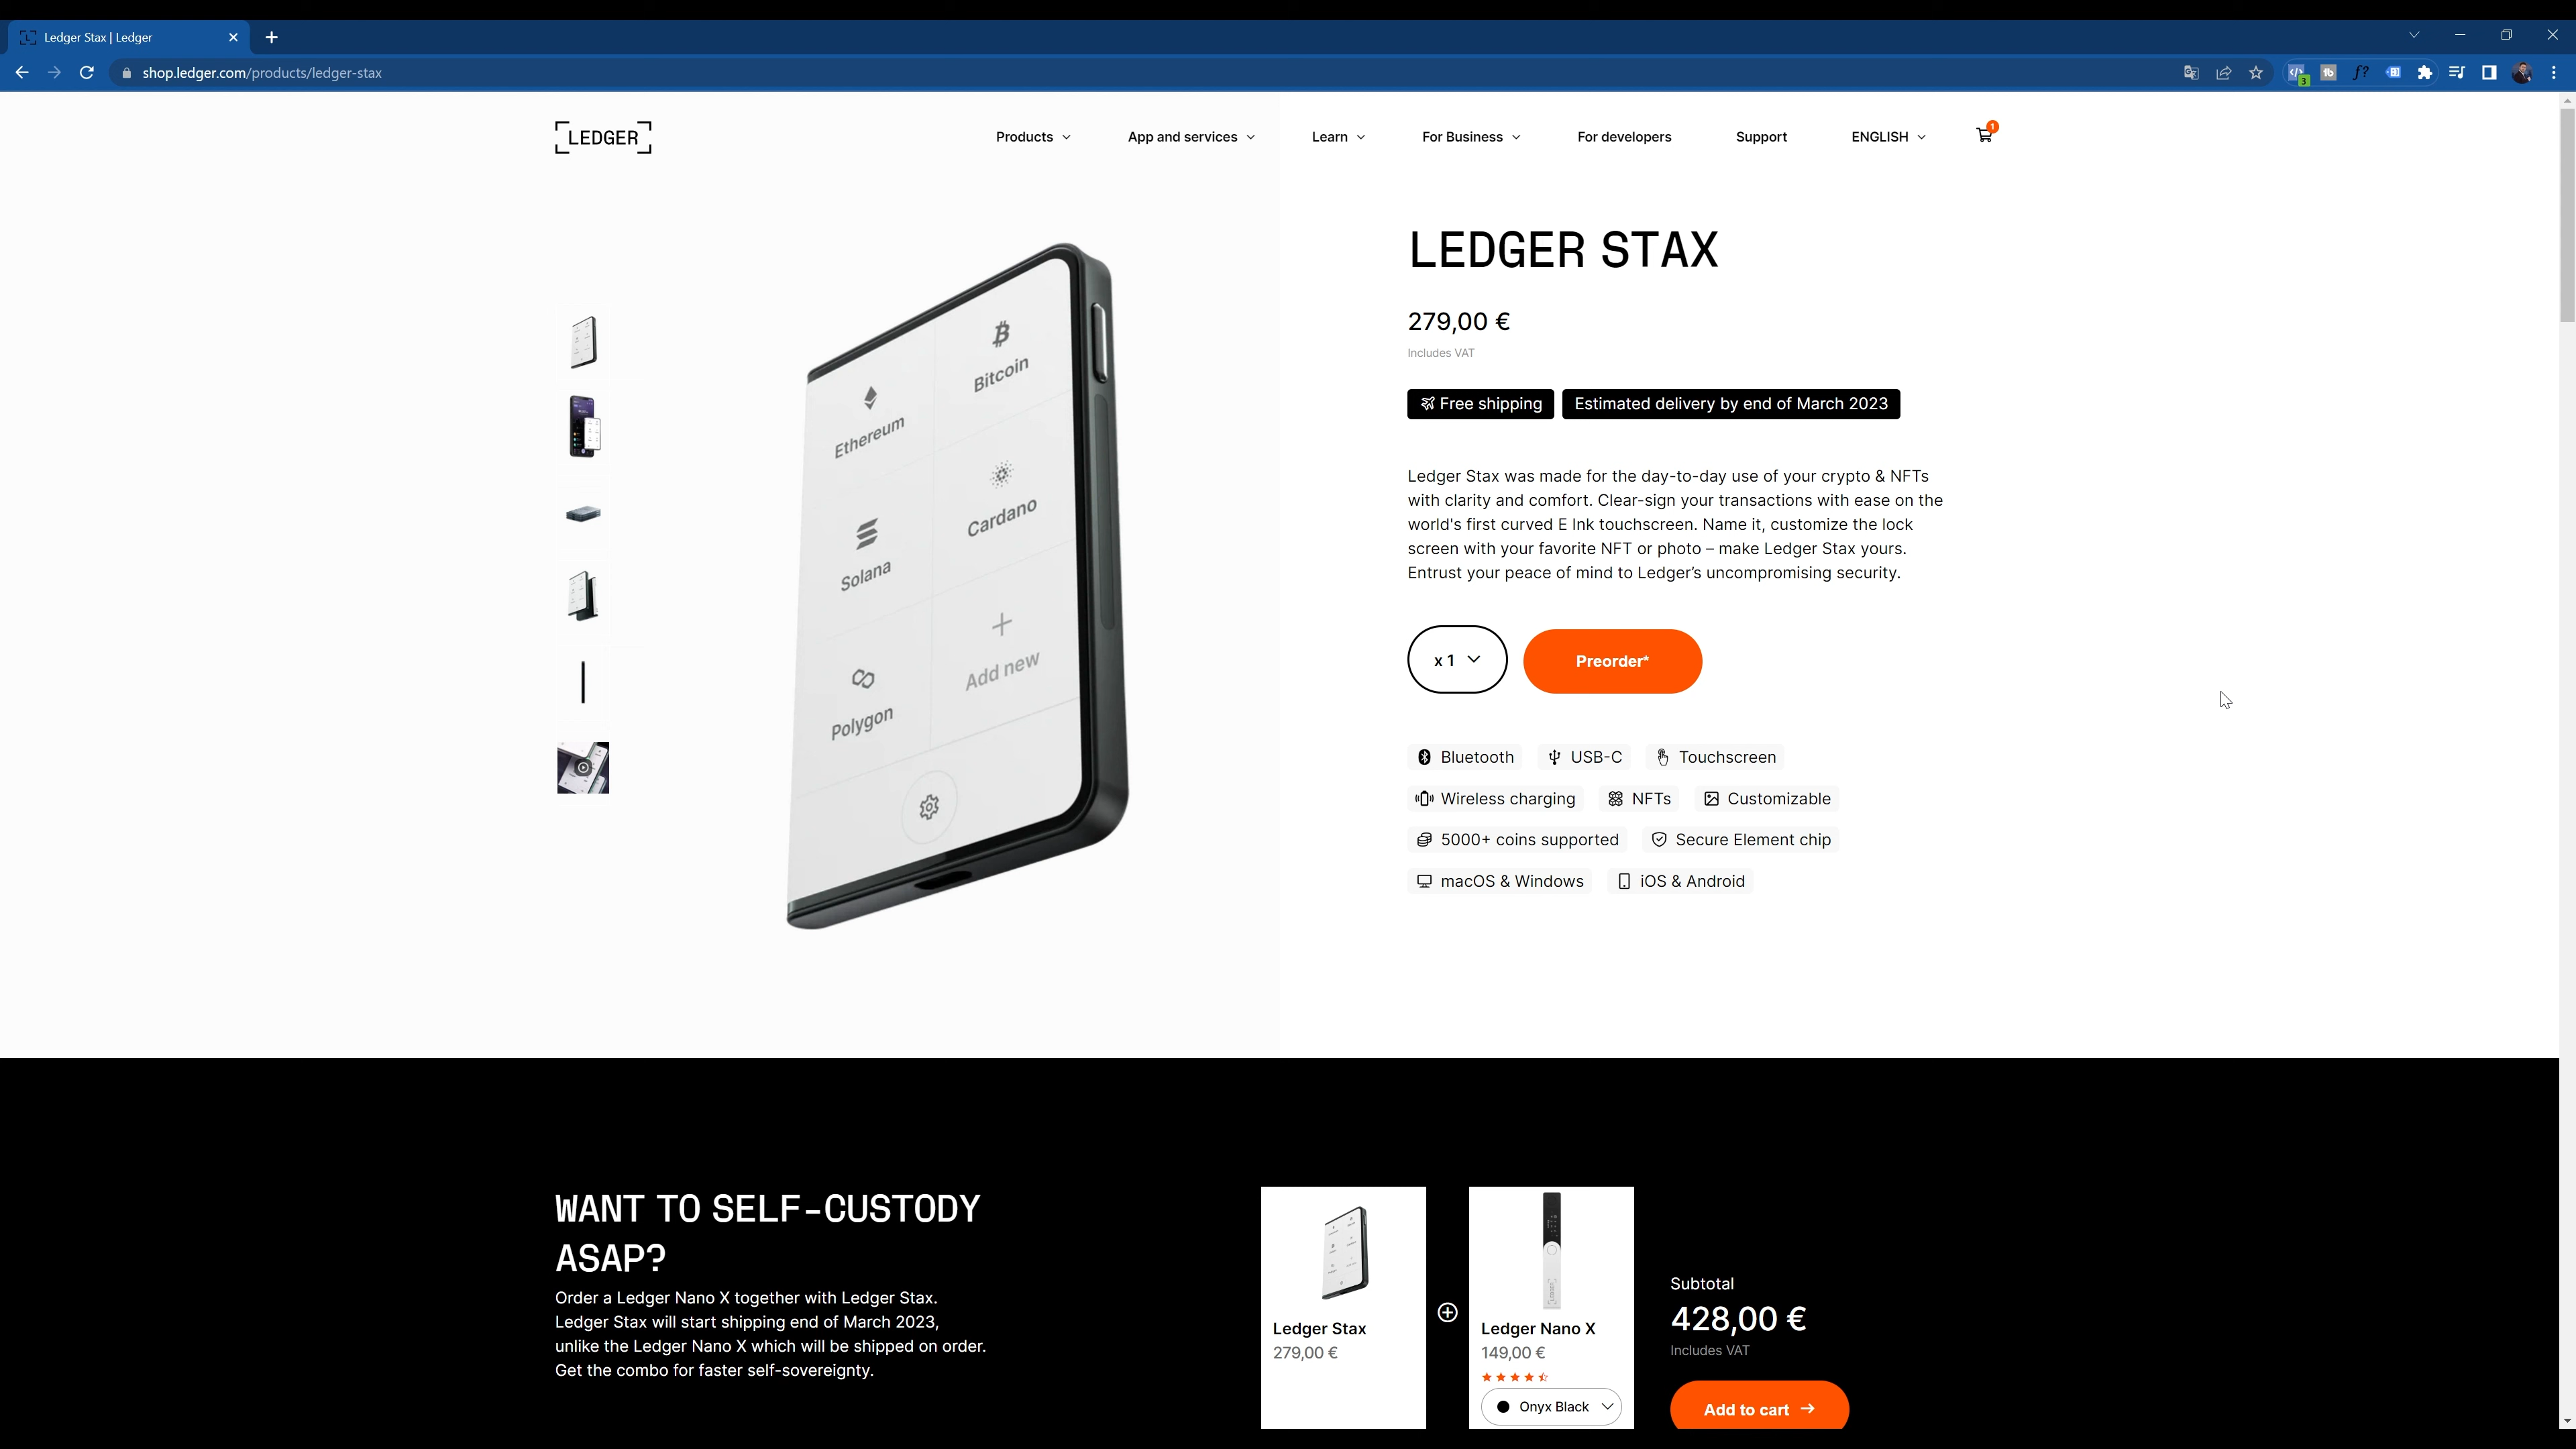 Ledger Stax | Ledger
shop.ledger.com/products/ledger-stax
3
LEDGER
Products
App and services
Learn
For Business
For developers
Support
ENGLISH
1
Ethereum
Bitcoin
Solana
Cardano
Polygon
Add new
LEDGER STAX
279,00 €
Includes VAT
Free shipping
Estimated delivery by end of March 2023
Ledger Stax was made for the day-to-day use of your crypto & NFTs
with clarity and comfort. Clear-sign your transactions with ease on the
world's first curved E Ink touchscreen. Name it, customize the lock
screen with your favorite NFT or photo – make Ledger Stax yours.
Entrust your peace of mind to Ledger’s uncompromising security.
x 1
Preorder*
Bluetooth
USB-C
Touchscreen
Wireless charging
NFTs
Customizable
5000+ coins supported
Secure Element chip
macOS & Windows
iOS & Android
WANT TO SELF-CUSTODY
ASAP?
Order a Ledger Nano X together with Ledger Stax.
Ledger Stax will start shipping end of March 2023,
unlike the Ledger Nano X which will be shipped on order.
Get the combo for faster self-sovereignty.
Ledger Stax
279,00 €
Ledger Nano X
149,00 €
Onyx Black
Subtotal
428,00 €
Includes VAT
Add to cart